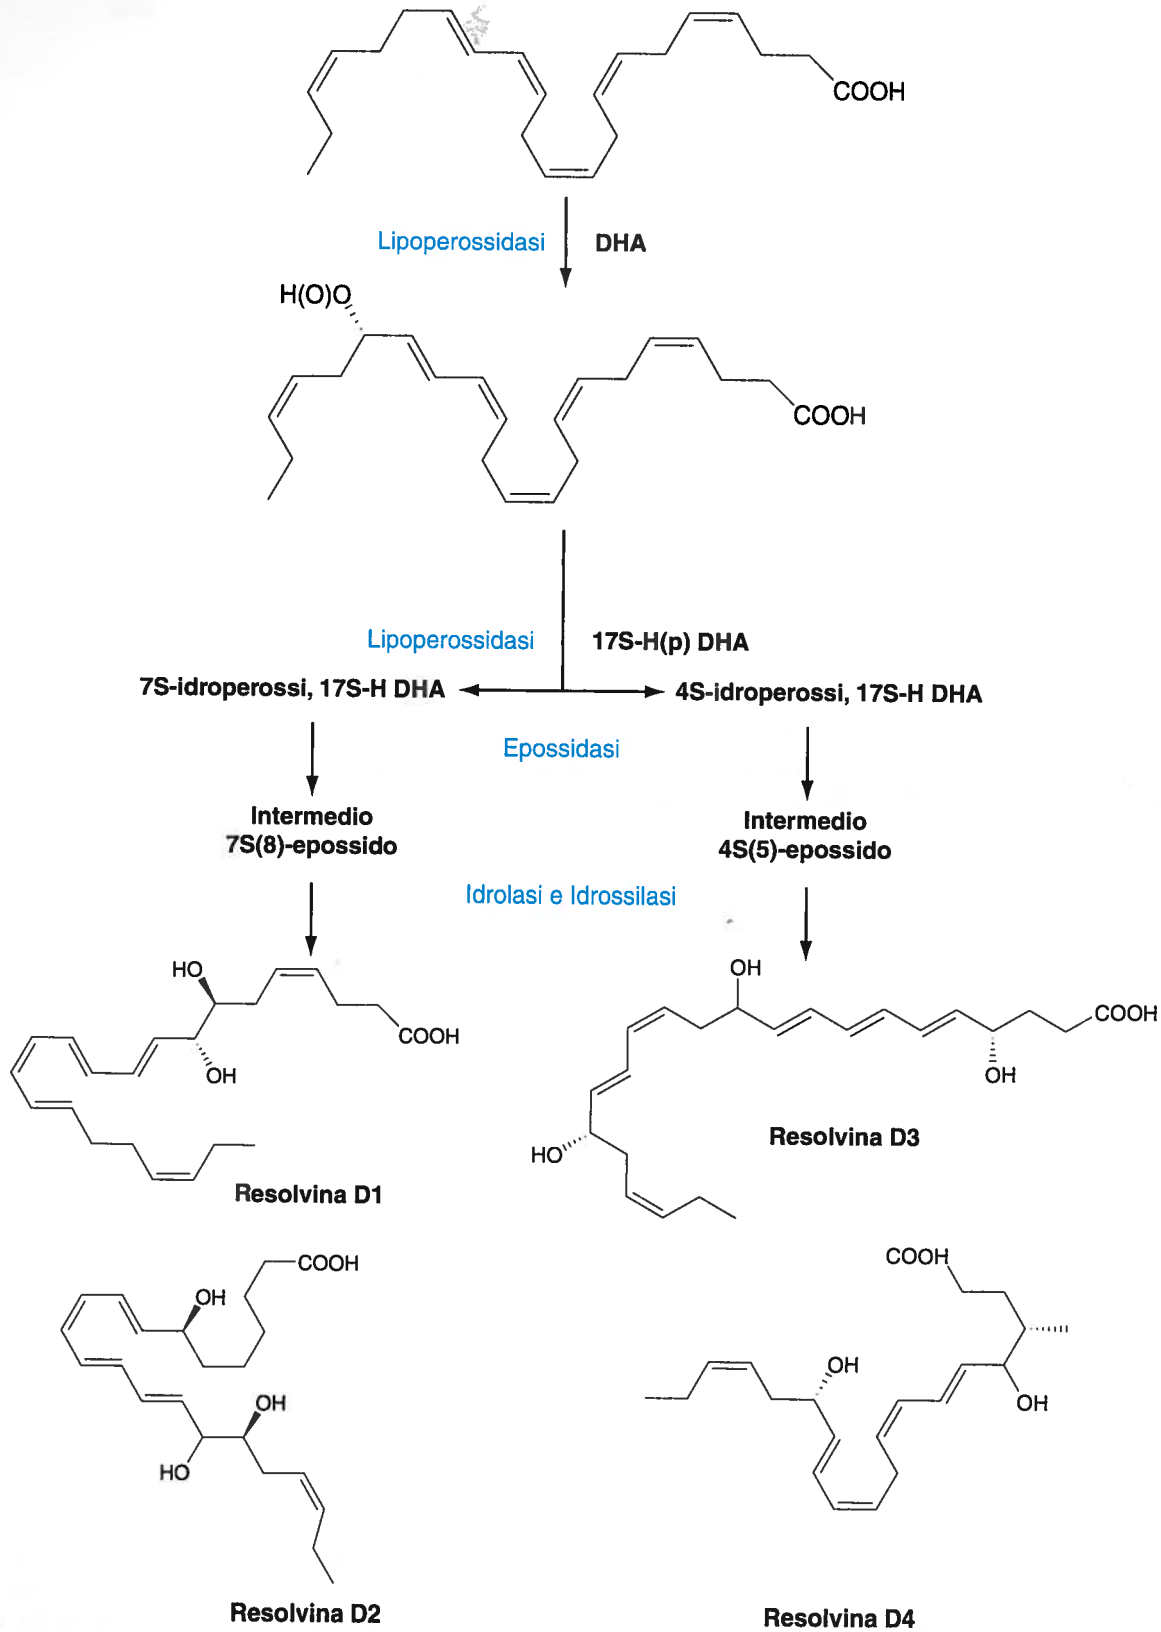 COOH
Lipoperossidasi DHA
H(O)O
COOH
Lipoperossidasi 17S-H(p) DHA
7S-idroperossi, 17S-H DHA 4S-idroperossi, 17S-H DHA
Epossidasi
Intermedio
7S(8)-epossido
Intermedio
4S(5)-epossido
Idrolasi e Idrossilasi
HO
COOH
OH
Resolvina D1
OH
COOH
OH
HO
Resolvina D3
COOH
OH
OH
HO
Resolvina D2
COOH
OH
OH
Resolvina D4